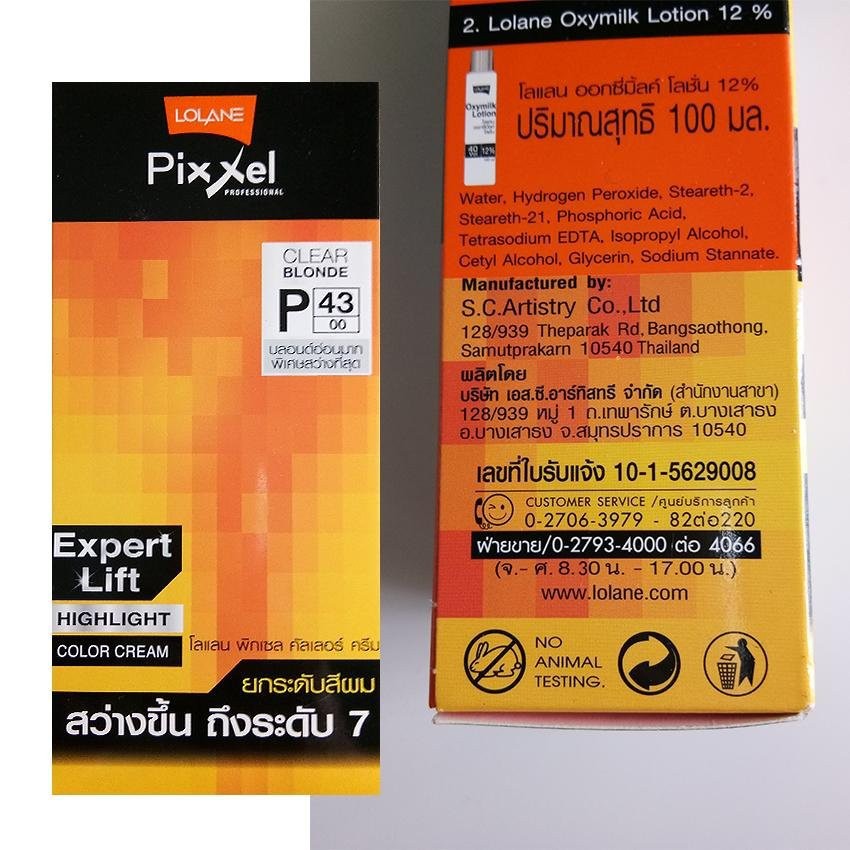 LOLANE
PixXel
PROFESSIONAL
CLEAR
BLONDE
P 43
00
บลอนด์อ่อนมาก
พิเศษสว่างที่สุด
Expert
Lift
HIGHLIGHT
COLOR CREAM
โลแลน พิกเซล คัลเลอร์ ครีม
ยกระดับสีผม
สว่างขึ้น ถึงระดับ 7
2. Lolane Oxymilk Lotion 12 %
LOLANE
Oxymilk
Lotion
40
12%
โลแลน ออกซีมิ้ลค์ โลชั่น 12%
ปริมาณสุทธิ 100 มล.
Water, Hydrogen Peroxide, Steareth-2,
Steareth-21, Phosphoric Acid,
Tetrasodium EDTA, Isopropyl Alcohol,
Cetyl Alcohol, Glycerin, Sodium Stannate.
Manufactured by:
S.C.Artistry Co.,Ltd
128/939 Theparak Rd,Bangsaothong,
Samutprakarn 10540 Thailand
ผลิตโดย
บริษัท เอส.ซี.อาร์ทิสทรี จำกัด (สำนักงานสาขา)
128/939 หมู่ 1 ถ.เทพารักษ์ ต.บางเสาธง
อ.บางเสาธง จ.สมุทรปราการ 10540
เลขที่ใบรับแจ้ง 10-1-5629008
CUSTOMER SERVICE /ศูนย์บริการลูกค้า
0-2706-3979 - 82ต่อ220
ฝ่ายขาย/0-2793-4000 ต่อ 4066
(จ.- ศ. 8.30 น. - 17.00 น.)
www.lolane.com
NO
ANIMAL
TESTING.